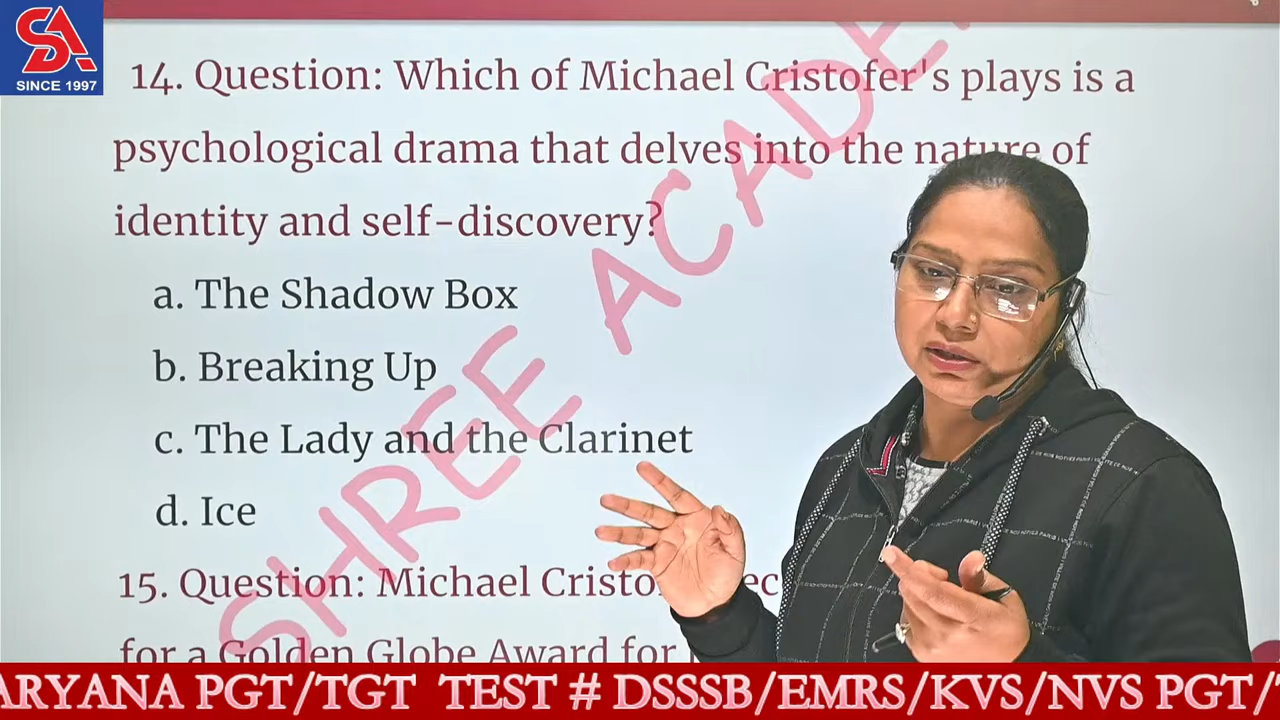 SA
SINCE 1997
14. Question: Which of Michael Cristofer's plays is a
psychological drama that delves into the nature of
identity and self-discovery?
a. The Shadow Box
b. Breaking Up
c. The Lady and the Clarinet
d. Ice
15. Question: Michael
for a Golden Globe Award for
SHREE
ARYANA PGT/TGT TEST # DSSSB/EMRS/KVS/NVS PGT/